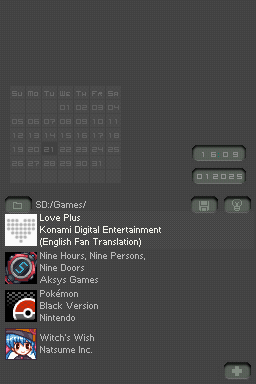 Su Mo Tu We Th Fr Sa
01 02 03 04
05 06 07 08 09 10 11
12 13 14 15 16 17 18
19 20 21 22 23 24 25
26 27 28 29 30 31
16:09
012025
SD:/Games/
Love Plus
Konami Digital Entertainment
(English Fan Translation)
Nine Hours, Nine Persons,
Nine Doors
Aksys Games
Pokémon
Black Version
Nintendo
Witch's Wish
Natsume Inc.